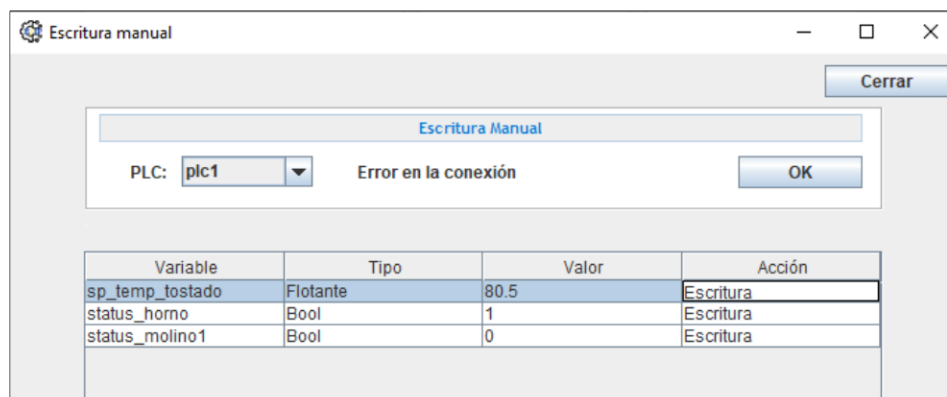 Escritura manual
Cerrar
Escritura Manual
PLC: plc1 Error en la conexión OK
Variable Tipo Valor Acción
sp_temp_tostado Flotante 80.5 Escritura
status_horno Bool 1 Escritura
status_molino1 Bool 0 Escritura